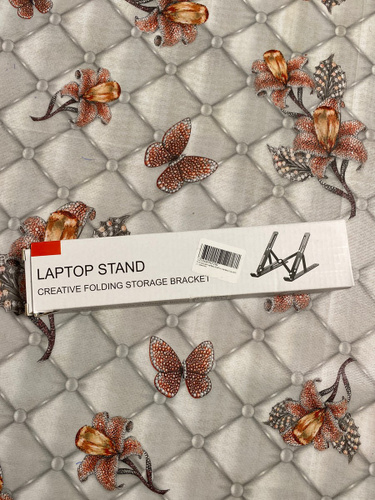 LAPTOP STAND
CREATIVE FOLDING STORAGE BRACKET